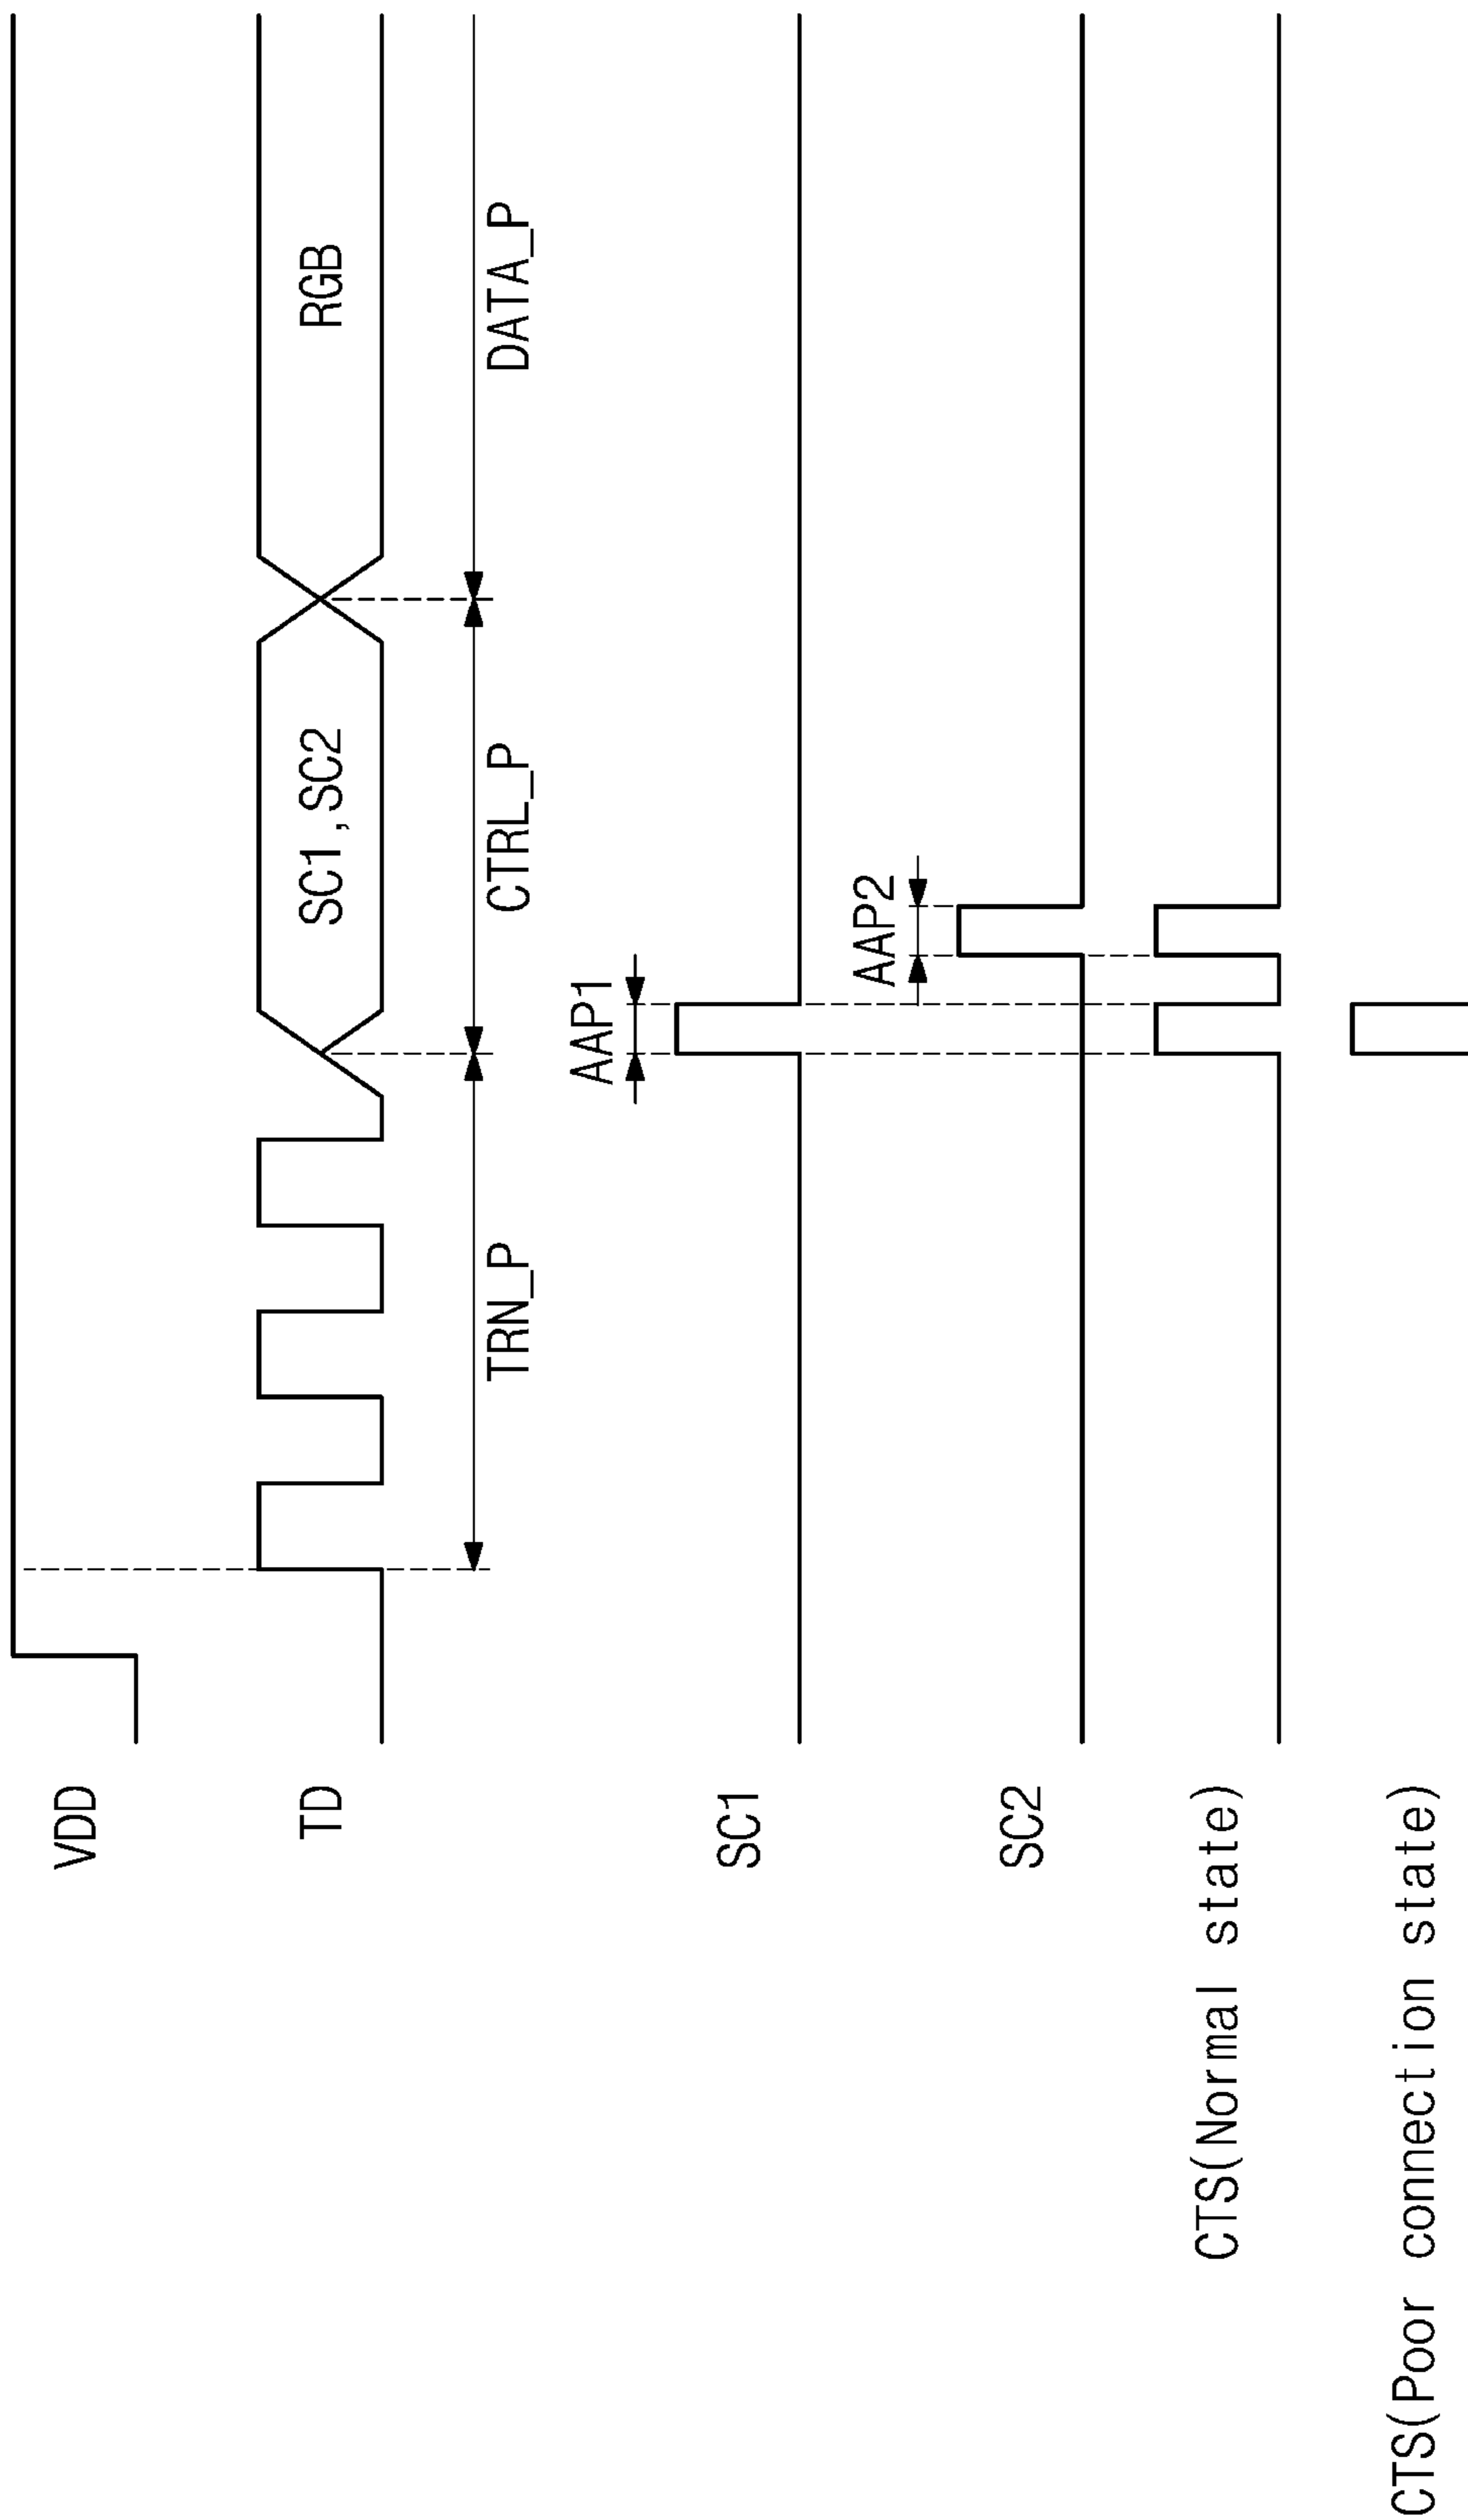 VDD
TD
SC1,SC2
RGB
TRN_P
CTRL_P
DATA_P
AAP1
SC1
AAP2
SC2
CTS(Normal state)
CTS(Poor connection state)